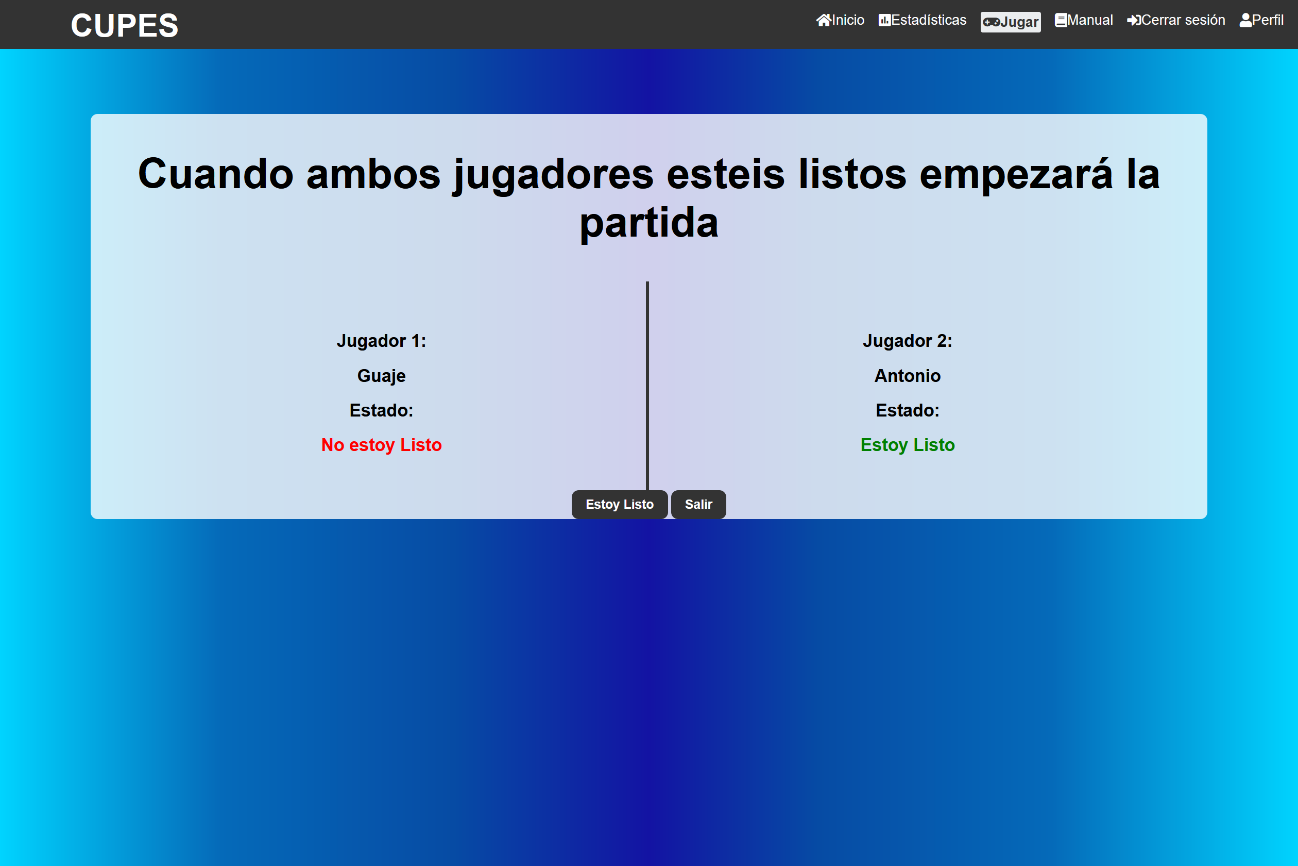 CUPES
Inicio
Estadísticas
Jugar
Manual
Cerrar sesión
Perfil
Cuando ambos jugadores esteis listos empezará la
partida
Jugador 1:
Guaje
Estado:
No estoy Listo
Jugador 2:
Antonio
Estado:
Estoy Listo
Estoy Listo
Salir